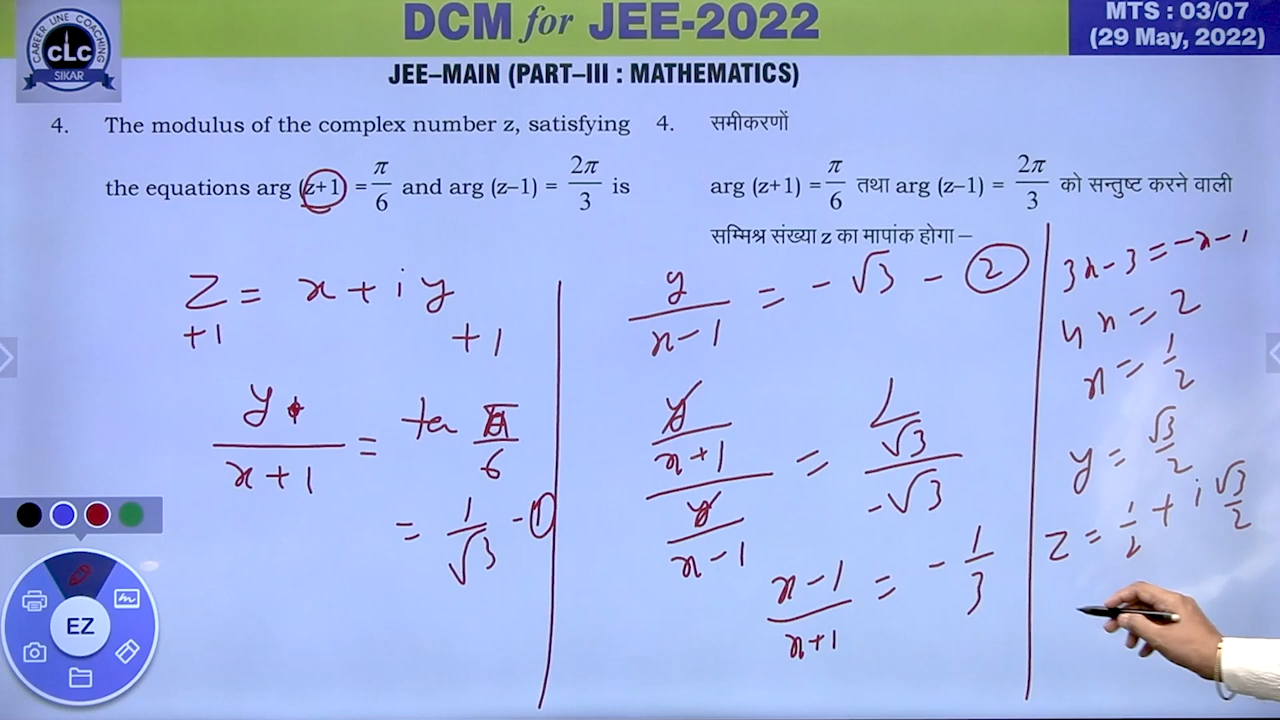 DCM for JEE-2022
MTS : 03/07
(29 May, 2022)
CAREER LINE COACHING
CLC
SIKAR
JEE–MAIN (PART–III : MATHEMATICS)
4. The modulus of the complex number z, satisfying
the equations arg (z+1) = π/6 and arg (z–1) = 2π/3 is
4. समीकरणों
arg (z+1) = π/6 तथा arg (z–1) = 2π/3 को सन्तुष्ट करने वाली
सम्मिश्र संख्या z का मापांक होगा –
z = x + i y
+1 +1
y / x+1 = tan π/6
= 1/√3 - ①
y / x-1 = - √3 - ②
y / x+1 / y / x-1 = 1/√3 / -√3
x-1 / x+1 = - 1/3
3x-3 = -x-1
4x = 2
x = 1/2
y = √3/2
z = 1/2 + i √3/2
EZ